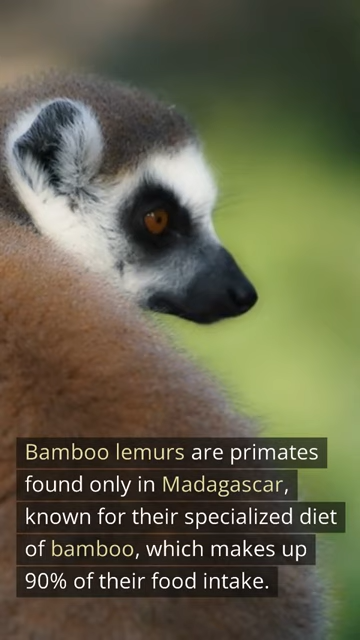 Bamboo lemurs are primates
found only in Madagascar,
known for their specialized diet
of bamboo, which makes up
90% of their food intake.